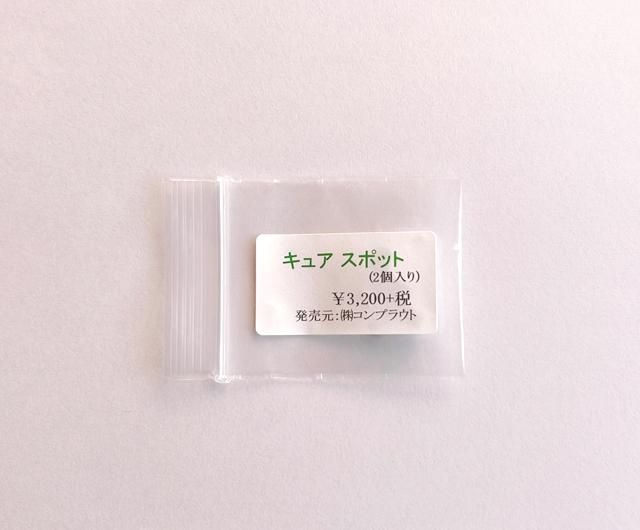 キュア スポット
(2個入り)
￥3,200+税
発売元:㈱コンプラウト